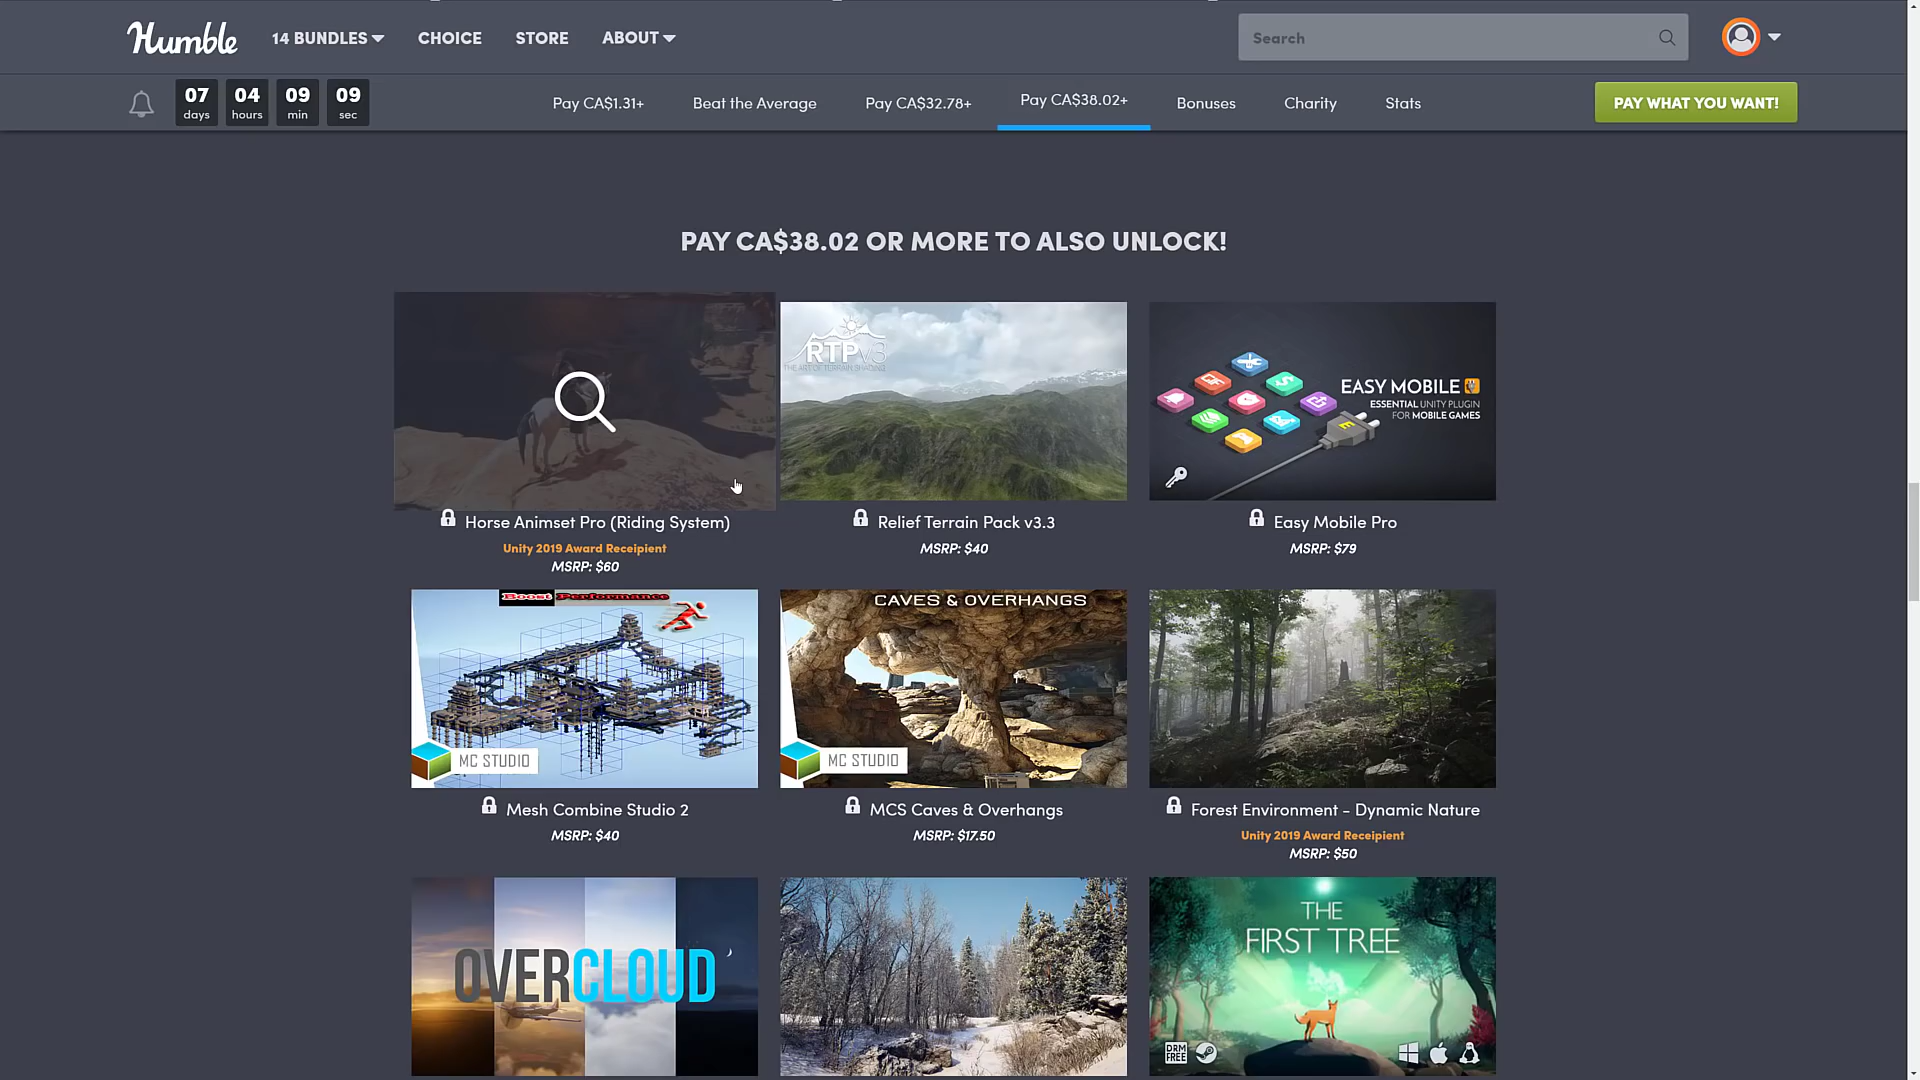 Humble
14 BUNDLES
CHOICE
STORE
ABOUT
Search
07
days
04
hours
09
min
09
sec
Pay CA$1.31+
Beat the Average
Pay CA$32.78+
Pay CA$38.02+
Bonuses
Charity
Stats
PAY WHAT YOU WANT!
PAY CA$38.02 OR MORE TO ALSO UNLOCK!
RTPv3
THE ART OF TERRAIN SHADING
EASY MOBILE
ESSENTIAL UNITY PLUGIN
FOR MOBILE GAMES
GIF
E
Horse Animset Pro (Riding System)
Unity 2019 Award Receipient
MSRP: $60
Relief Terrain Pack v3.3
MSRP: $40
Easy Mobile Pro
MSRP: $79
Boost Performance
MC STUDIO
CAVES & OVERHANGS
MC STUDIO
Mesh Combine Studio 2
MSRP: $40
MCS Caves & Overhangs
MSRP: $17.50
Forest Environment - Dynamic Nature
Unity 2019 Award Receipient
MSRP: $50
OVERCLOUD
THE
FIRST TREE
DRM
FREE